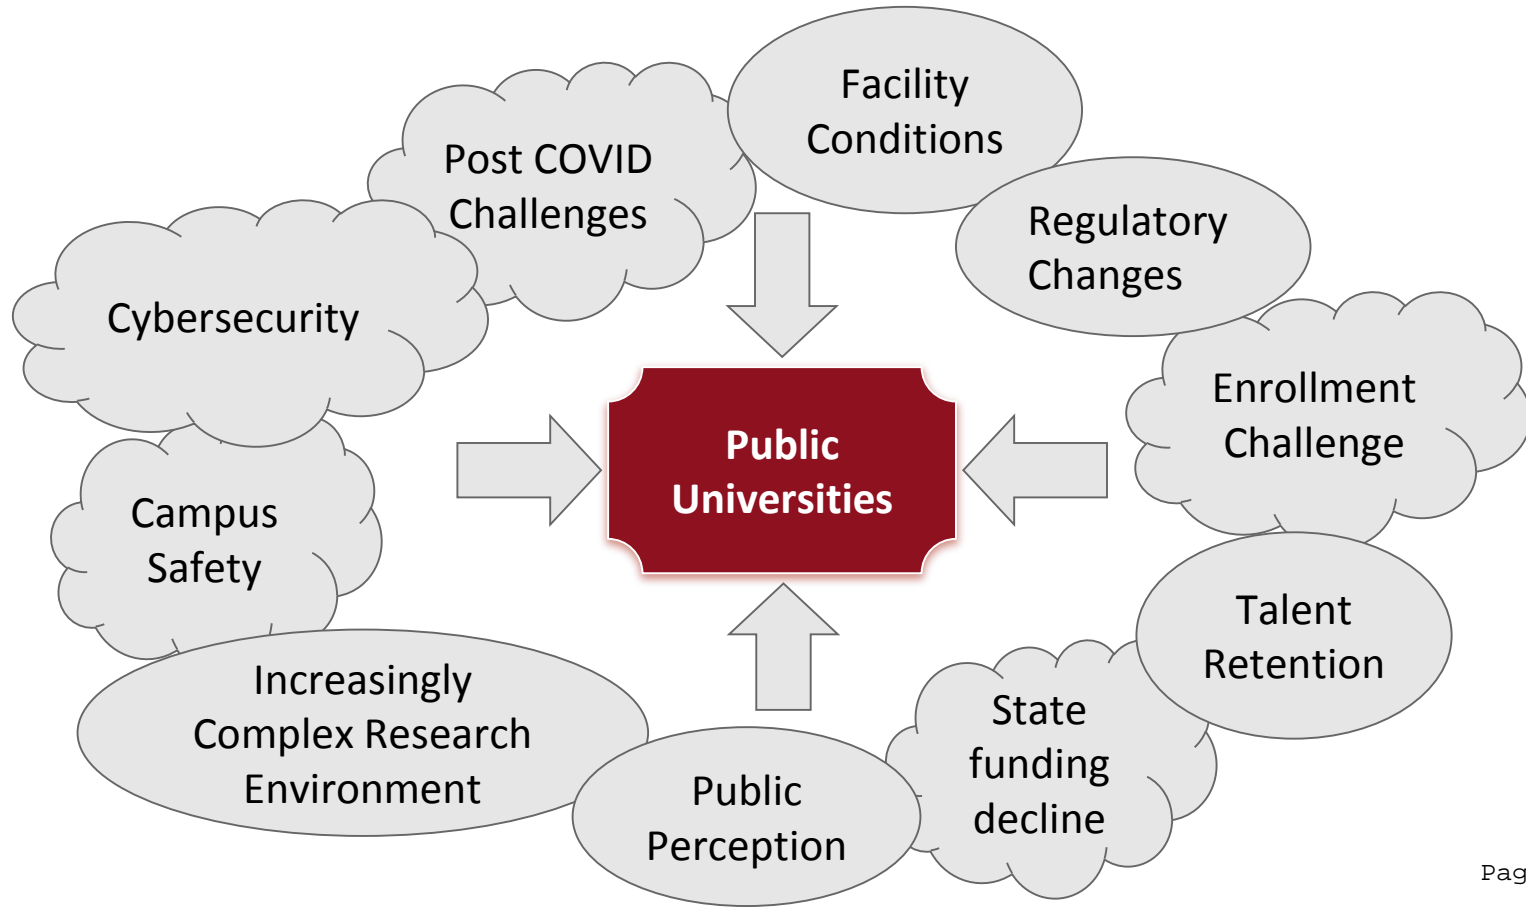 Facility
Conditions
Post COVID
Challenges
Regulatory
Changes
Cybersecurity
Enrollment
Challenge
Public
Universities
Campus
Safety
Talent
Retention
Increasingly
Complex Research
Environment
State
funding
decline
Public
Perception
Pag